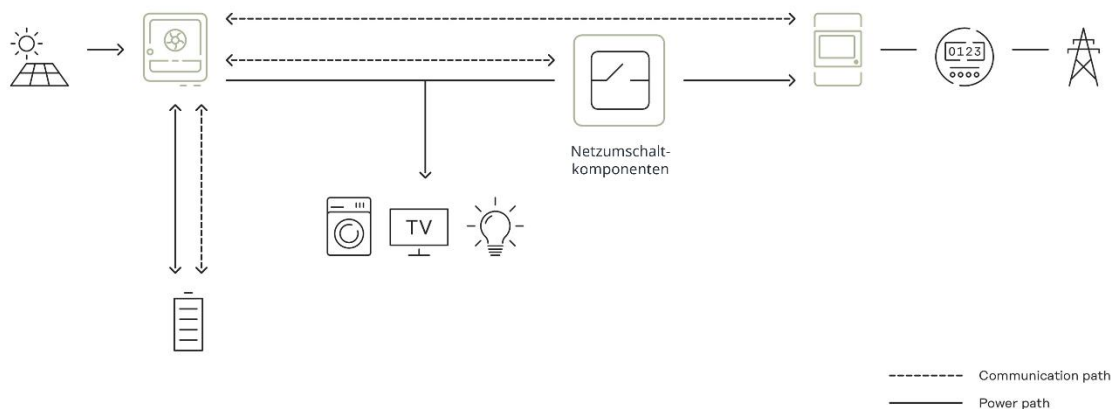 0123
Netzumschalt-
komponenten
TV
Communication path
Power path